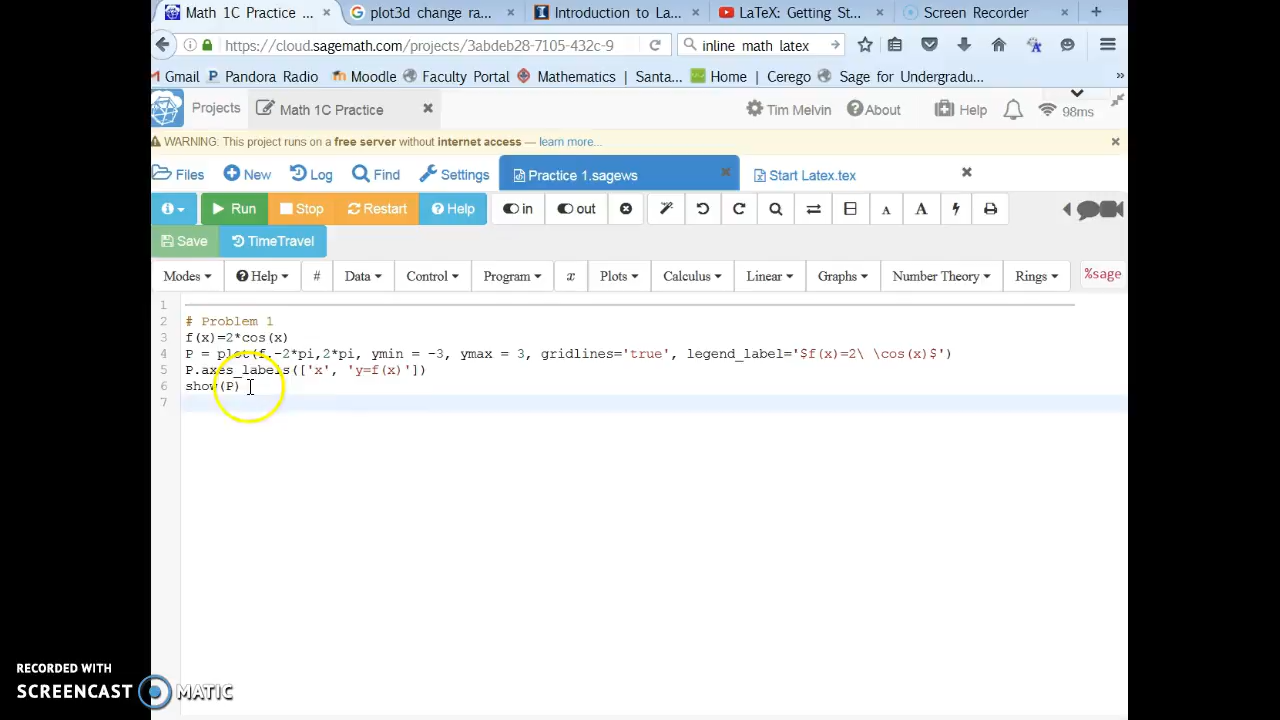 Math 1C Practice ...
plot3d change ra...
Introduction to La...
LaTeX: Getting St...
Screen Recorder
https://cloud.sagemath.com/projects/3abdeb28-7105-432c-9
inline math latex
Gmail
Pandora Radio
Moodle
Faculty Portal
Mathematics | Santa...
Home
Cerego
Sage for Undergradu...
Projects
Math 1C Practice
Tim Melvin
About
Help
98ms
WARNING: This project runs on a free server without internet access — learn more...
Files
New
Log
Find
Settings
Practice 1.sagews
Start Latex.tex
Run
Stop
Restart
Help
in
out
A
A
Save
TimeTravel
Modes
Help
#
Data
Control
Program
x
Plots
Calculus
Linear
Graphs
Number Theory
Rings
%sage
1
2 # Problem 1
3 f(x)=2*cos(x)
4 P = plot(f,-2*pi,2*pi, ymin = -3, ymax = 3, gridlines='true', legend_label='$f(x)=2\ \cos(x)$')
5 P.axes_labels(['x', 'y=f(x)'])
6 show(P)
7
RECORDED WITH
SCREENCAST MATIC